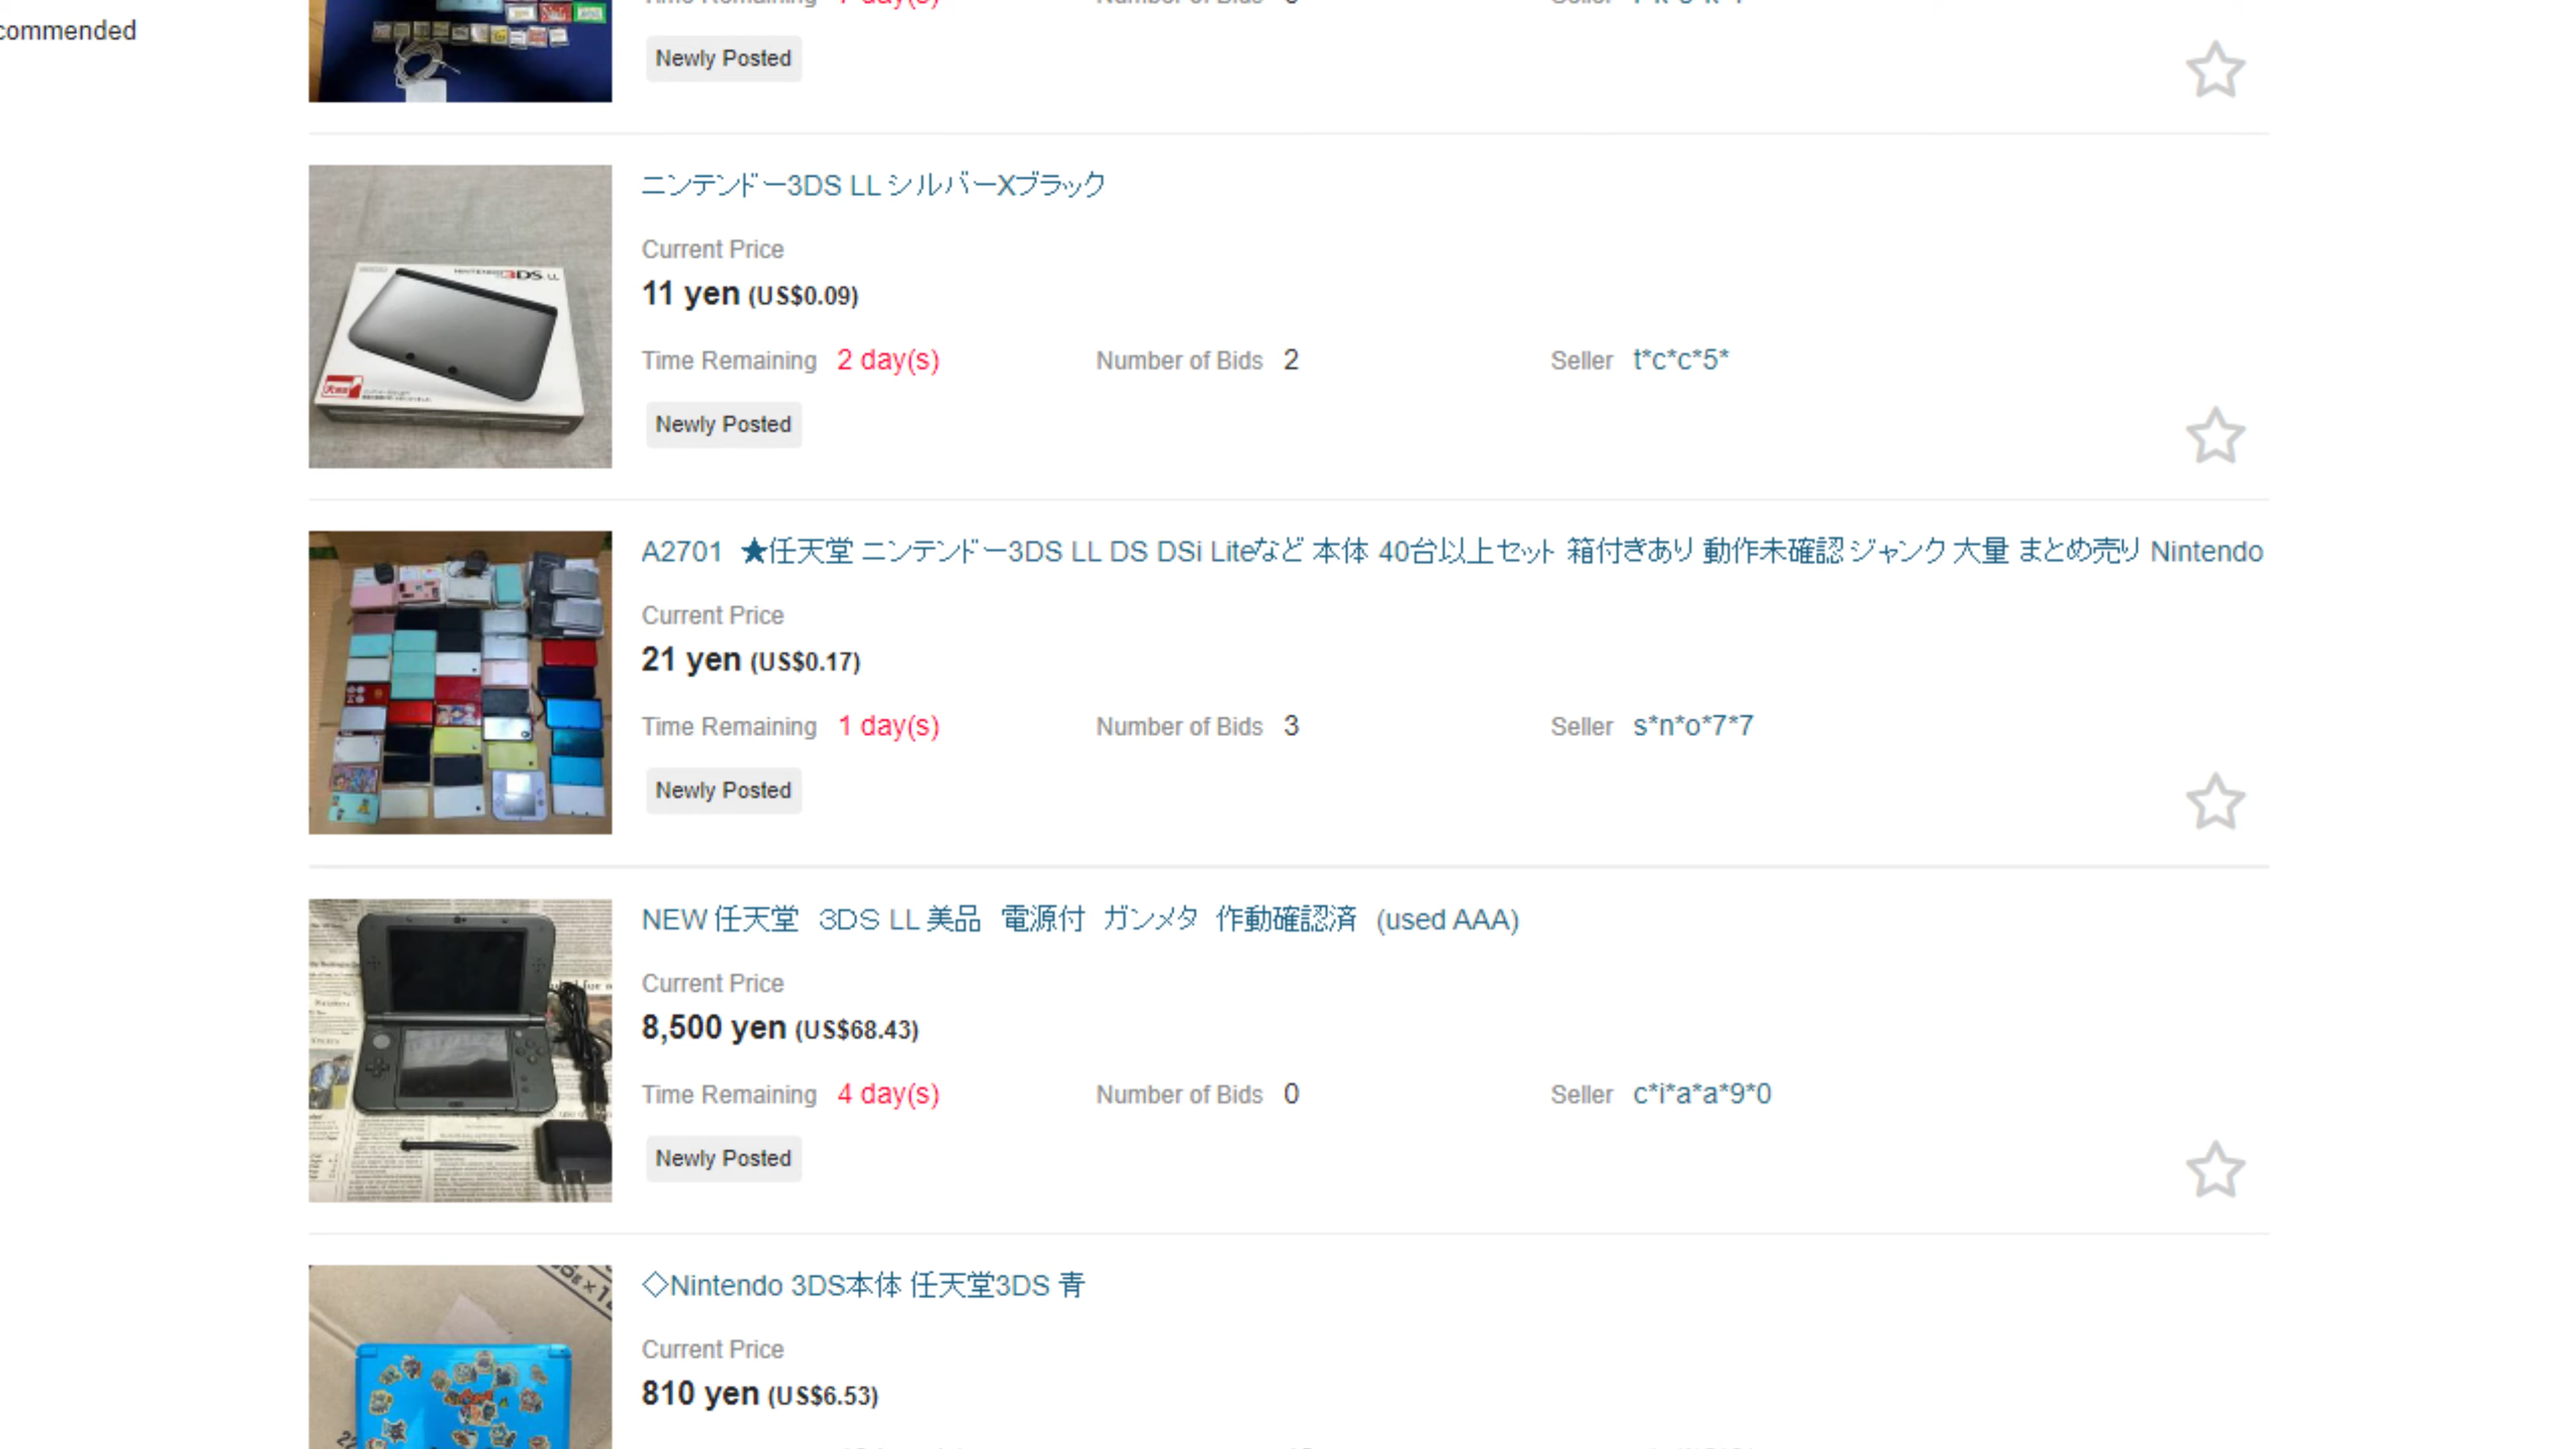 commended
Time Remaining
Number of Bids
Seller
Newly Posted
ニンテンドー3DS LL シルバーXブラック
Current Price
11 yen (US$0.09)
Time Remaining 2 day(s) Number of Bids 2 Seller t*c*c*5*
Newly Posted
A2701 ★任天堂 ニンテンドー3DS LL DS DSi Liteなど 本体 40台以上セット 箱付きあり 動作未確認 ジャンク 大量 まとめ売り Nintendo
Current Price
21 yen (US$0.17)
Time Remaining 1 day(s) Number of Bids 3 Seller s*n*o*7*7
Newly Posted
NEW 任天堂　３ＤＳ LL 美品　電源付　ガンメタ　作動確認済　(used AAA)
Current Price
8,500 yen (US$68.43)
Time Remaining 4 day(s) Number of Bids 0 Seller c*i*a*a*9*0
Newly Posted
◇Nintendo 3DS本体 任天堂3DS 青
Current Price
810 yen (US$6.53)